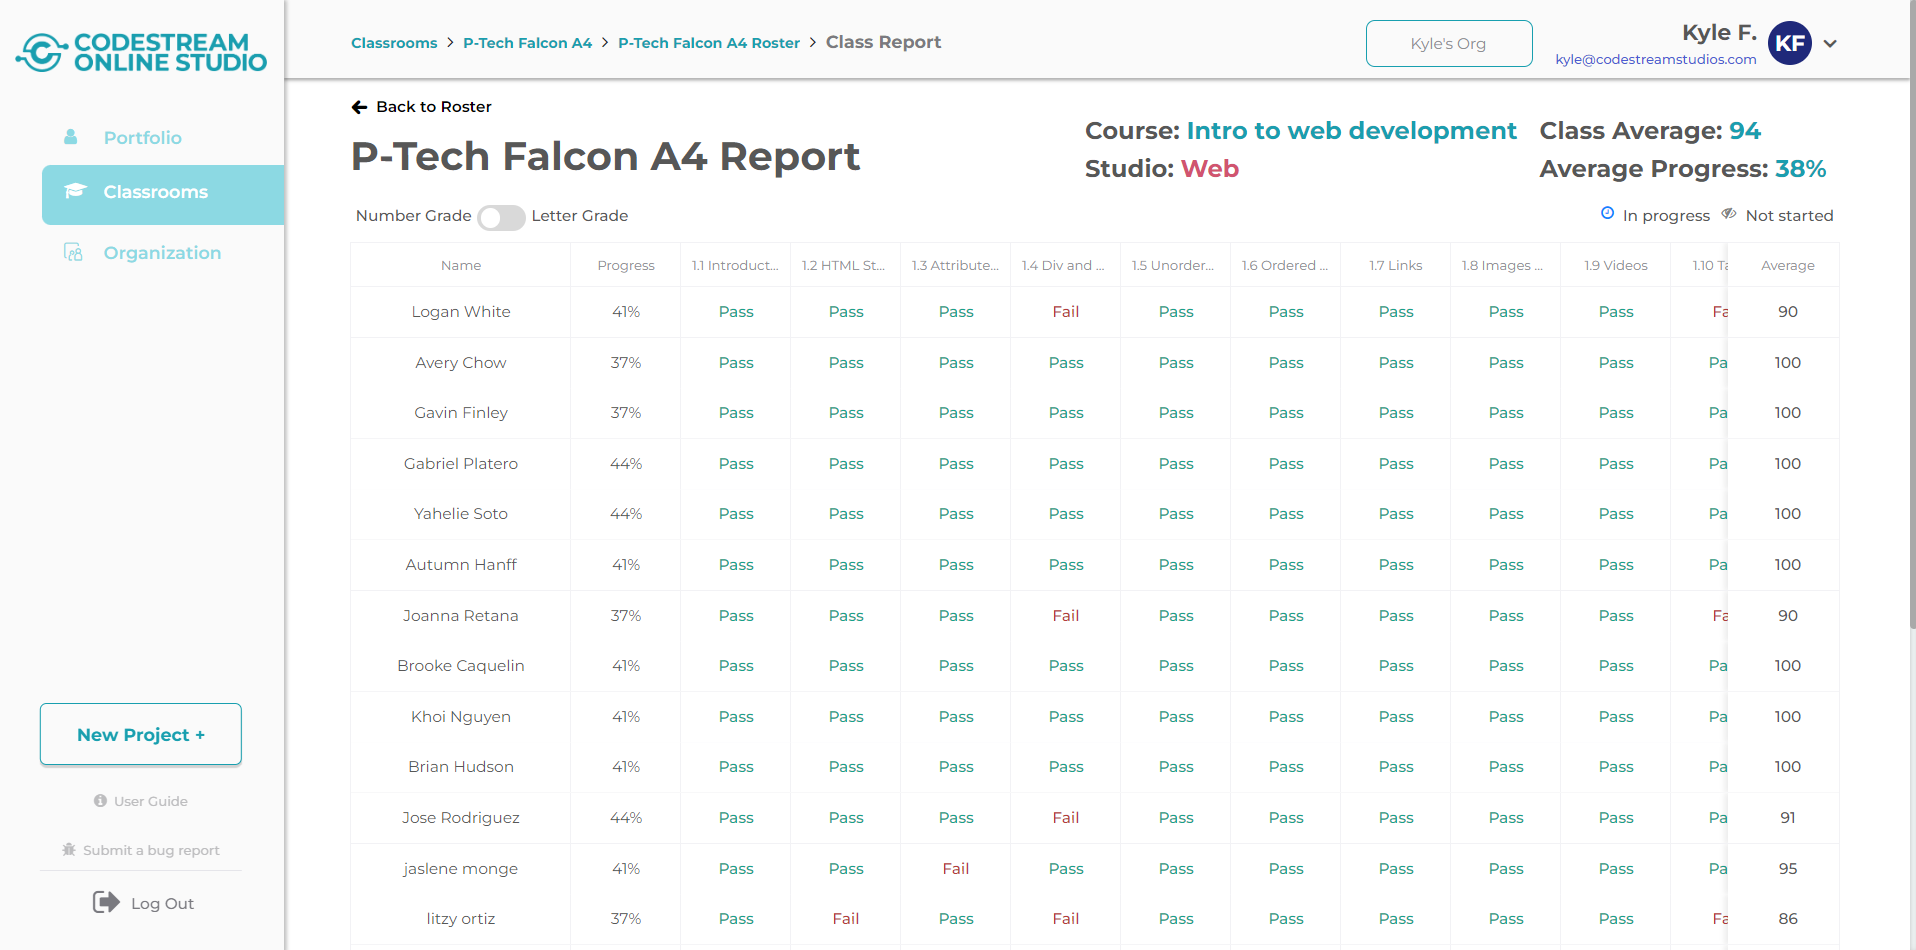 CODESTREAM
ONLINE STUDIO
Portfolio
Classrooms
Organization
New Project +
User Guide
Submit a bug report
Log Out
Classrooms > P-Tech Falcon A4 > P-Tech Falcon A4 Roster > Class Report
Kyle's Org
Kyle F.
kyle@codestreamstudios.com
KF
Back to Roster
P-Tech Falcon A4 Report
Course: Intro to web development
Studio: Web
Class Average: 94
Average Progress: 38%
Number Grade Letter Grade
In progress Not started
Name Progress 1.1 Introduct... 1.2 HTML St... 1.3 Attribute... 1.4 Div and ... 1.5 Unorder... 1.6 Ordered ... 1.7 Links 1.8 Images ... 1.9 Videos 1.10 Ta Average
Logan White 41% Pass Pass Pass Fail Pass Pass Pass Pass Pass Fa 90
Avery Chow 37% Pass Pass Pass Pass Pass Pass Pass Pass Pass Pa 100
Gavin Finley 37% Pass Pass Pass Pass Pass Pass Pass Pass Pass Pa 100
Gabriel Platero 44% Pass Pass Pass Pass Pass Pass Pass Pass Pass Pa 100
Yahelie Soto 44% Pass Pass Pass Pass Pass Pass Pass Pass Pass Pa 100
Autumn Hanff 41% Pass Pass Pass Pass Pass Pass Pass Pass Pass Pa 100
Joanna Retana 37% Pass Pass Pass Fail Pass Pass Pass Pass Pass Fa 90
Brooke Caquelin 41% Pass Pass Pass Pass Pass Pass Pass Pass Pass Pa 100
Khoi Nguyen 41% Pass Pass Pass Pass Pass Pass Pass Pass Pass Pa 100
Brian Hudson 41% Pass Pass Pass Pass Pass Pass Pass Pass Pass Pa 100
Jose Rodriguez 44% Pass Pass Pass Fail Pass Pass Pass Pass Pass Pa 91
jaslene monge 41% Pass Pass Fail Pass Pass Pass Pass Pass Pass Pa 95
litzy ortiz 37% Pass Fail Pass Fail Pass Pass Pass Pass Pass Fa 86